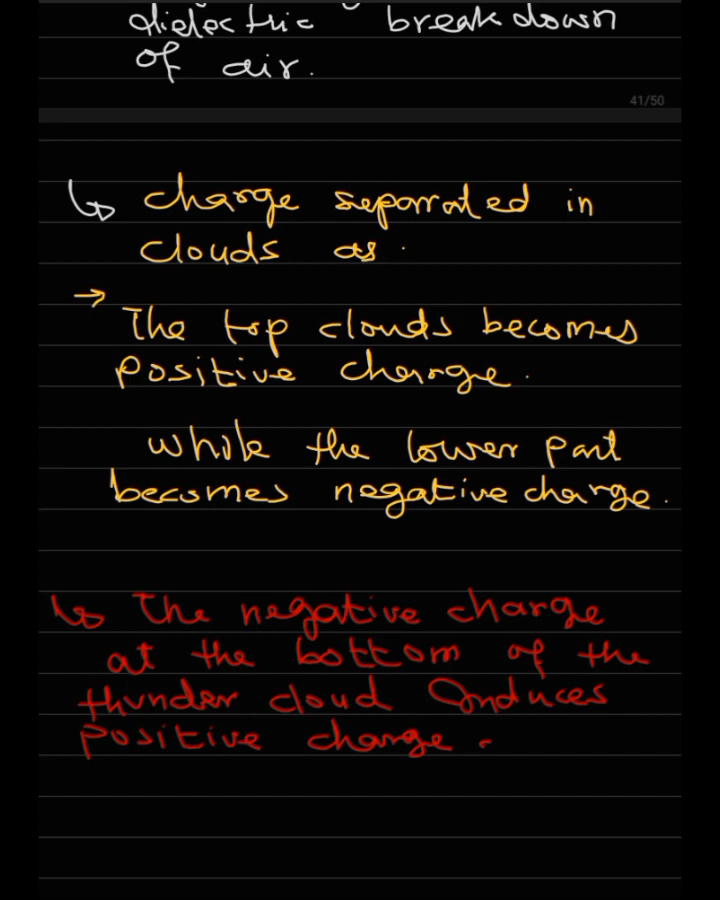 dielectric breakdown
of air.
41/50
↳ charge separated in
clouds as.
→
The top clouds becomes
positive charge.
while the lower part
becomes negative charge.
↳ The negative charge
at the bottom of the
thunder cloud Induces
positive charge.